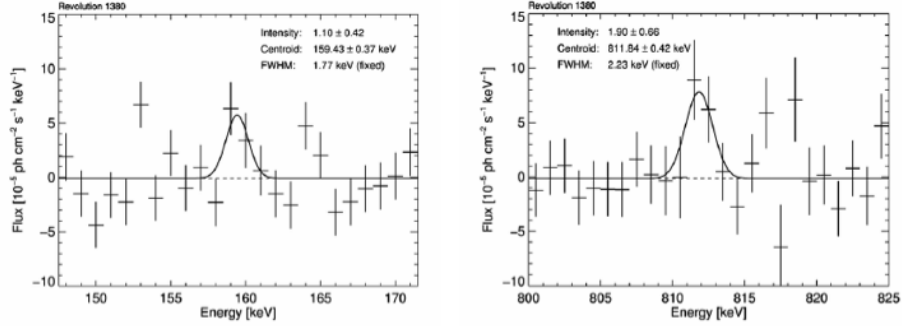 Revolution 1380
Intensity: 1.10 ± 0.42
Centroid: 159.43 ± 0.37 keV
FWHM: 1.77 keV (fixed)
Flux [10⁻⁵ ph cm⁻² s⁻¹ keV⁻¹]
15
10
5
0
−5
−10
150
155
160
165
170
Energy [keV]
Revolution 1380
Intensity: 1.90 ± 0.66
Centroid: 811.84 ± 0.42 keV
FWHM: 2.23 keV (fixed)
Flux [10⁻⁵ ph cm⁻² s⁻¹ keV⁻¹]
15
10
5
0
−5
−10
800
805
810
815
820
825
Energy [keV]